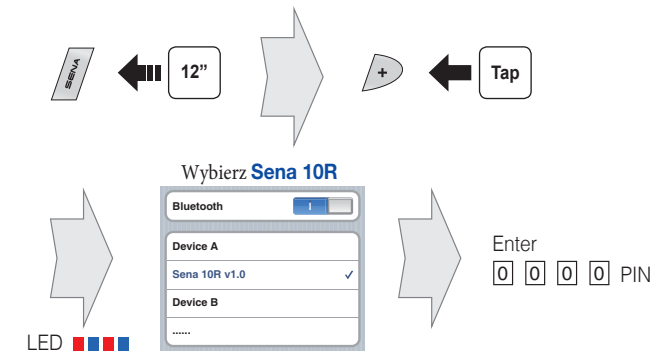 SENA
12”
+
Tap
Wybierz Sena 10R
Bluetooth
I
Device A
Sena 10R v1.0 ✓
Device B
......
Enter
0 0 0 0 PIN
LED